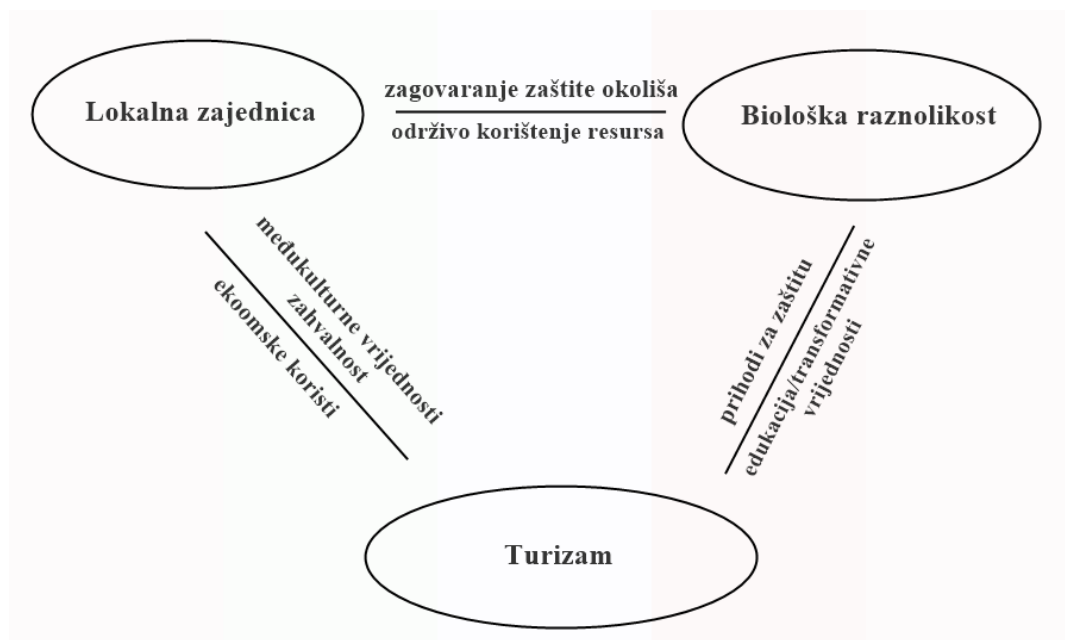 Lokalna zajednica
zagovaranje zaštite okoliša
održivo korištenje resursa
Biološka raznolikost
međukulturne vrijednosti
zahvalnost
ekoomske koristi
prihodi za zaštitu
edukacija/transformativne
vrijednosti
Turizam